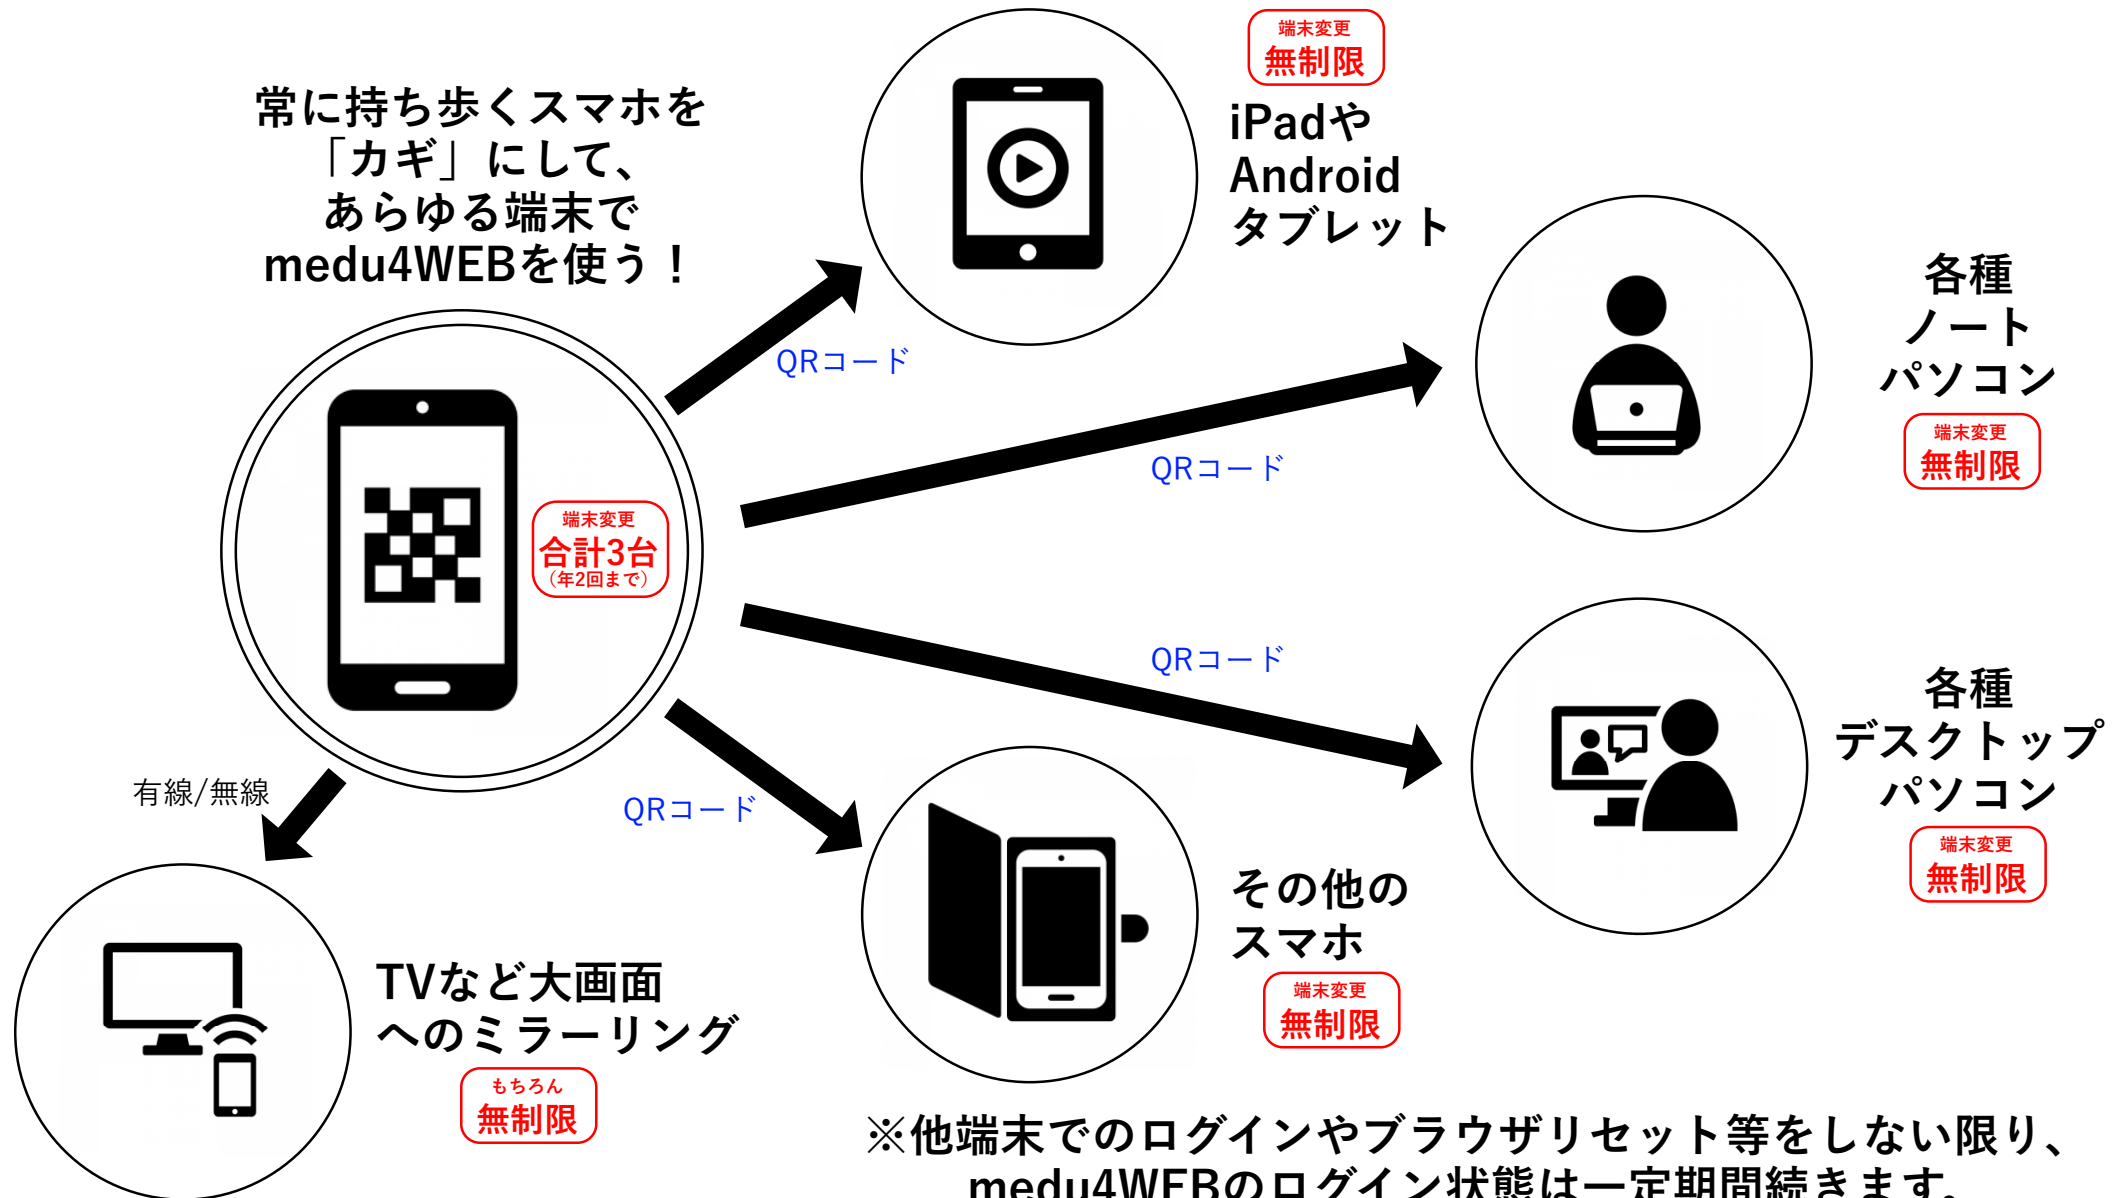 常に持ち歩くスマホを
「カギ」にして、
あらゆる端末で
medu4WEBを使う！
端末変更
無制限
iPadや
Android
タブレット
QRコード
各種
ノート
パソコン
端末変更
無制限
QRコード
端末変更
合計3台
（年2回まで）
QRコード
各種
デスクトップ
パソコン
端末変更
無制限
QRコード
その他の
スマホ
端末変更
無制限
有線/無線
TVなど大画面
へのミラーリング
もちろん
無制限
※他端末でのログインやブラウザリセット等をしない限り、
medu4WEBのログイン状態は一定期間続きます。